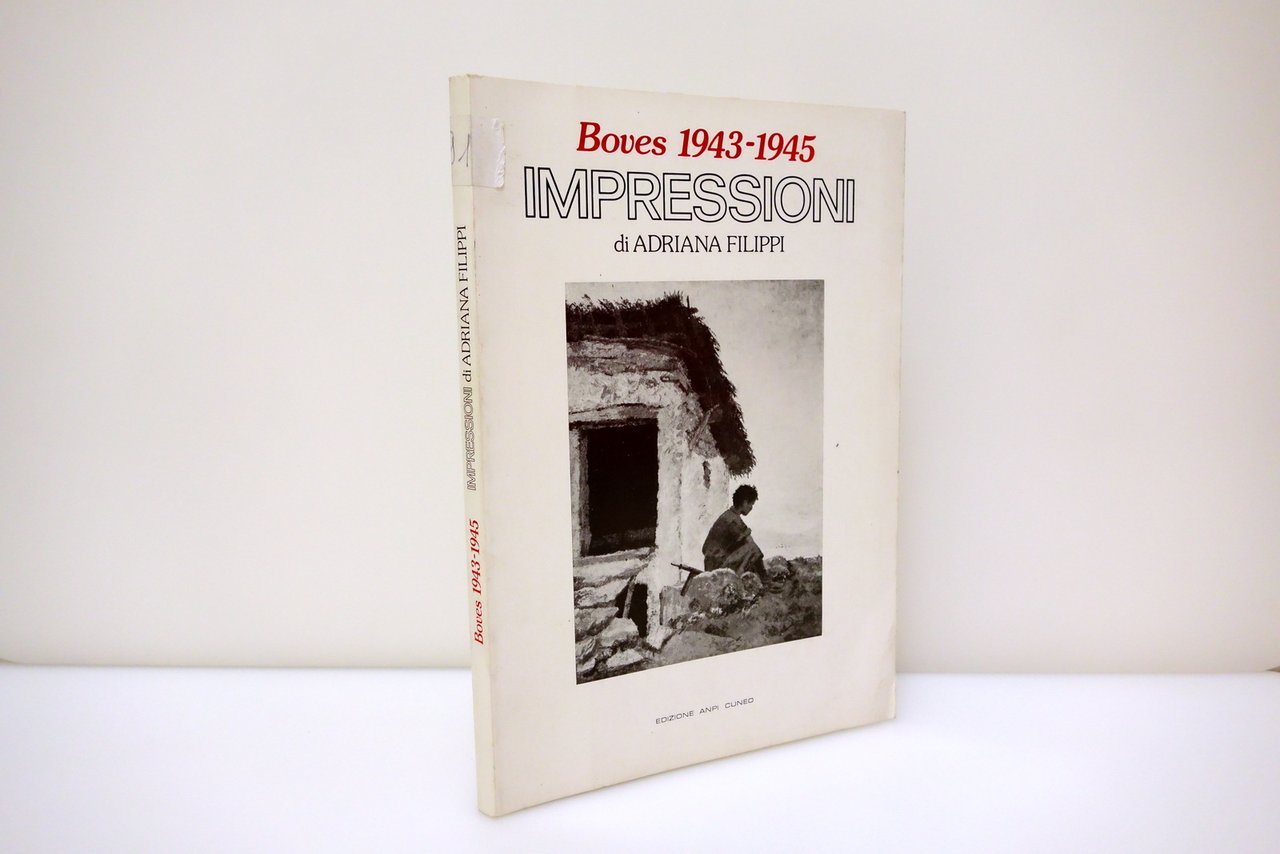 Boves 1943-1945
IMPRESSIONI
di ADRIANA FILIPPI
EDIZIONE ANPI CUNEO
Boves 1943-1945 IMPRESSIONI di ADRIANA FILIPPI